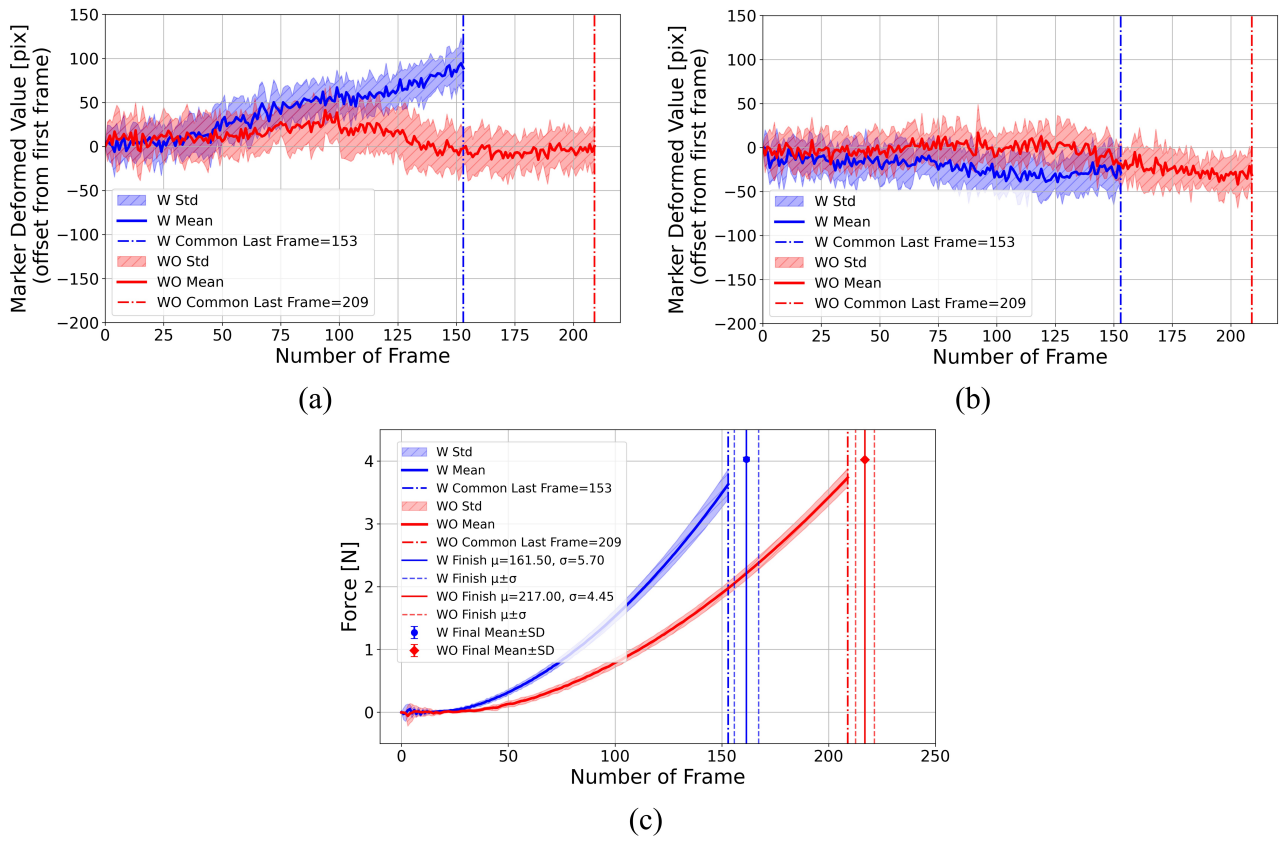 Marker Deformed Value [pix]
(offset from first frame)
150
100
50
0
−50
−100
−150
−200
W Std
W Mean
W Common Last Frame=153
WO Std
WO Mean
WO Common Last Frame=209
0 25 50 75 100 125 150 175 200
Number of Frame
(a)
Marker Deformed Value [pix]
(offset from first frame)
150
100
50
0
−50
−100
−150
−200
W Std
W Mean
W Common Last Frame=153
WO Std
WO Mean
WO Common Last Frame=209
0 25 50 75 100 125 150 175 200
Number of Frame
(b)
Force [N]
4
3
2
1
0
W Std
W Mean
W Common Last Frame=153
WO Std
WO Mean
WO Common Last Frame=209
W Finish μ=161.50, σ=5.70
W Finish μ±σ
WO Finish μ=217.00, σ=4.45
WO Finish μ±σ
W Final Mean±SD
WO Final Mean±SD
0 50 100 150 200 250
Number of Frame
(c)